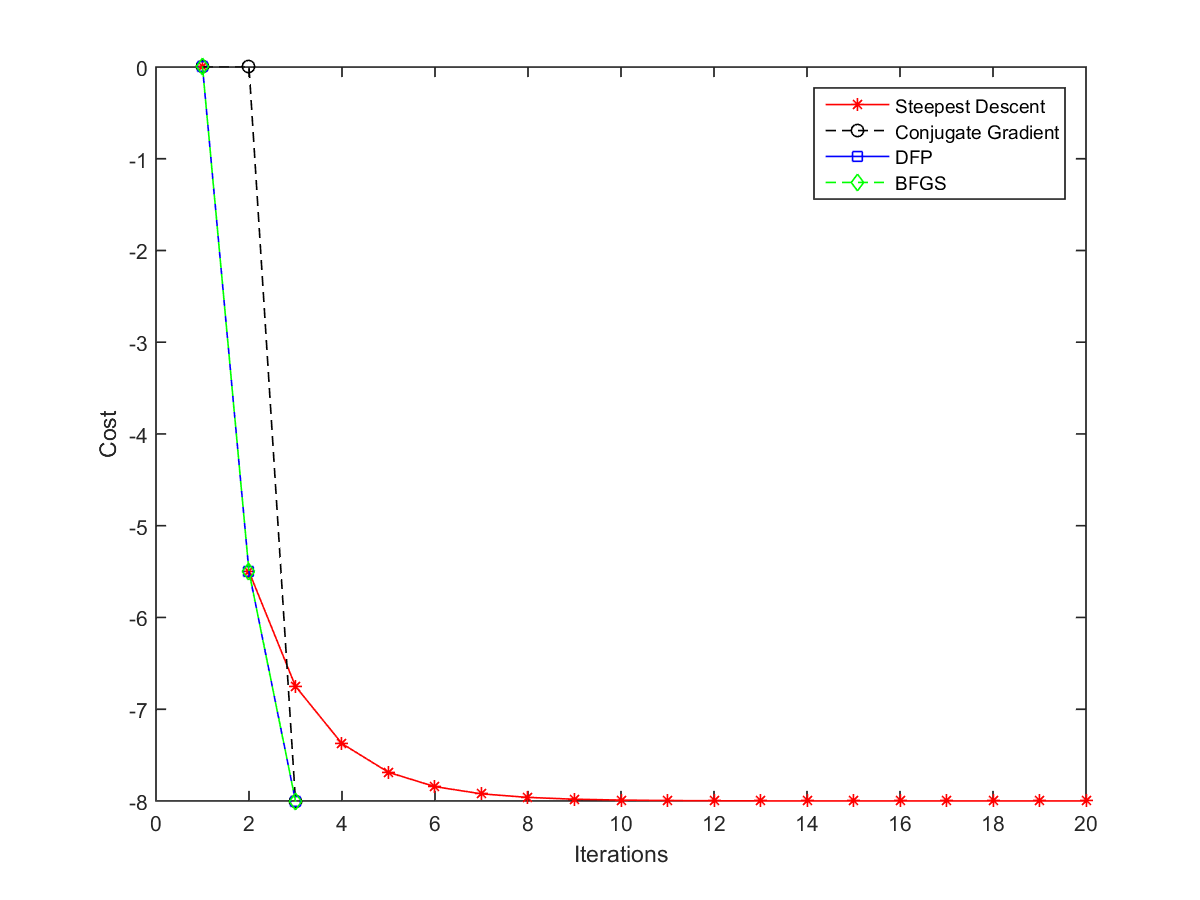 0
-1
-2
-3
-4
-5
-6
-7
-8
Cost
Steepest Descent
Conjugate Gradient
DFP
BFGS
0 2 4 6 8 10 12 14 16 18 20
Iterations